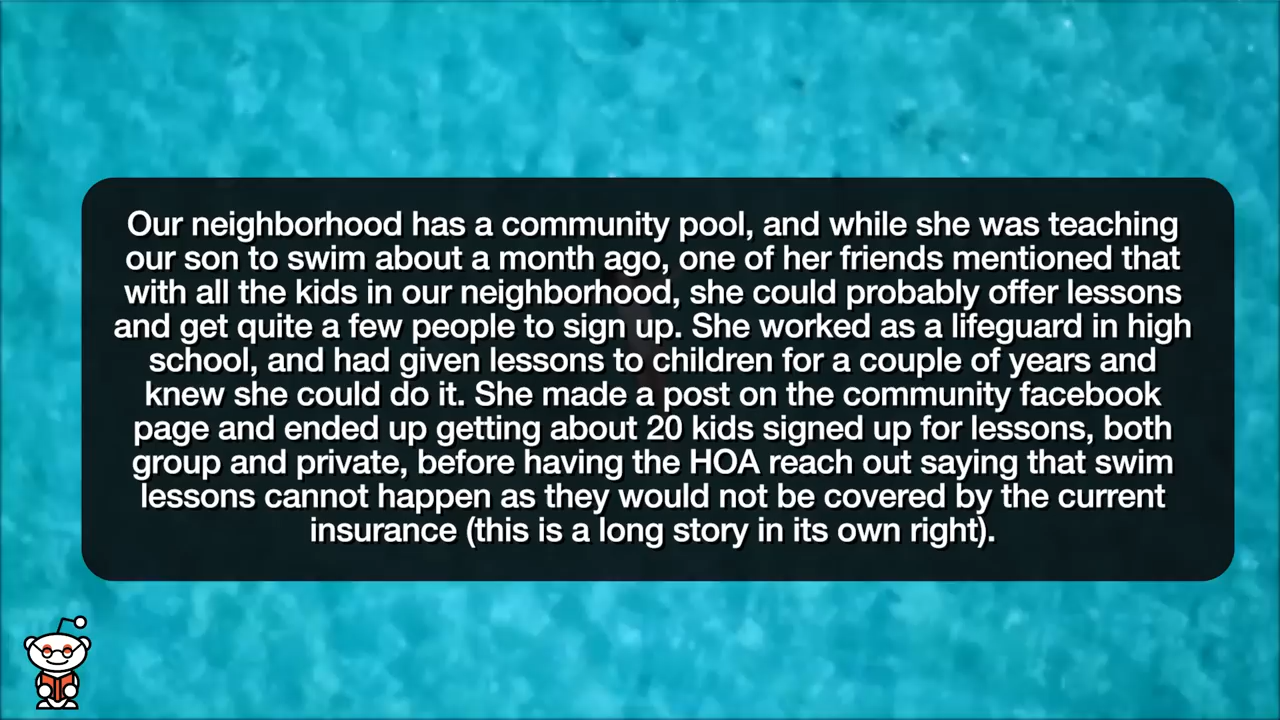 Our neighborhood has a community pool, and while she was teaching
our son to swim about a month ago, one of her friends mentioned that
with all the kids in our neighborhood, she could probably offer lessons
and get quite a few people to sign up. She worked as a lifeguard in high
school, and had given lessons to children for a couple of years and
knew she could do it. She made a post on the community facebook
page and ended up getting about 20 kids signed up for lessons, both
group and private, before having the HOA reach out saying that swim
lessons cannot happen as they would not be covered by the current
insurance (this is a long story in its own right).